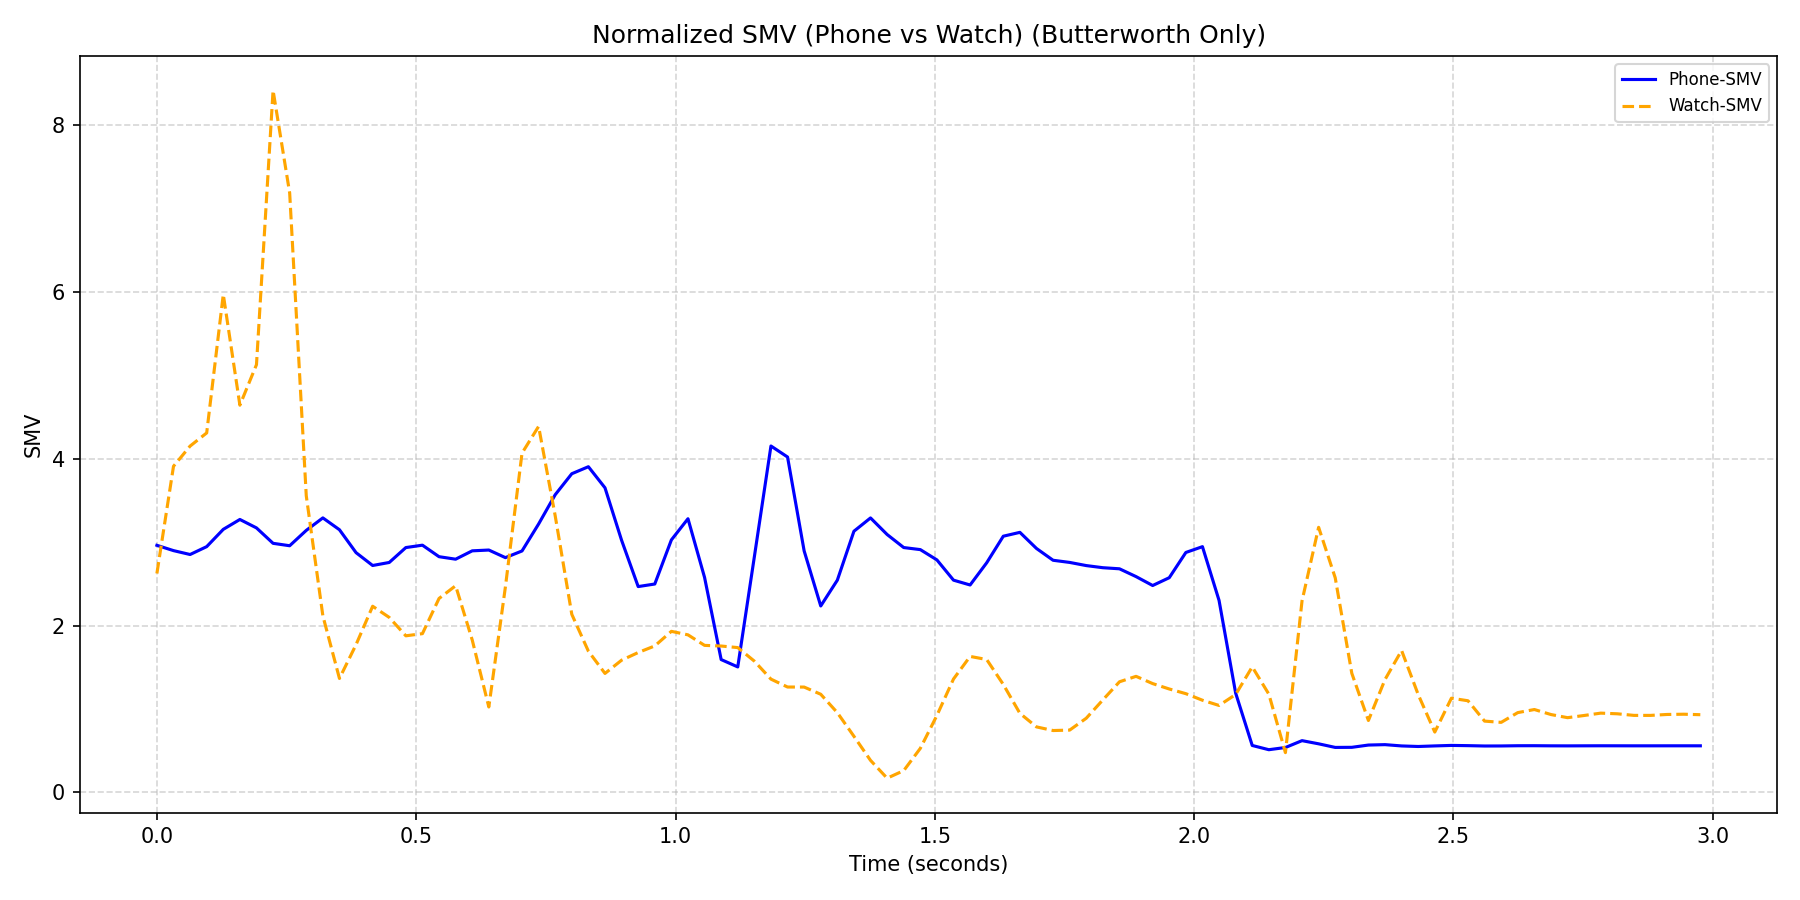 Normalized SMV (Phone vs Watch) (Butterworth Only)
Phone-SMV
Watch-SMV
8
6
4
2
0
SMV
0.0 0.5 1.0 1.5 2.0 2.5 3.0
Time (seconds)